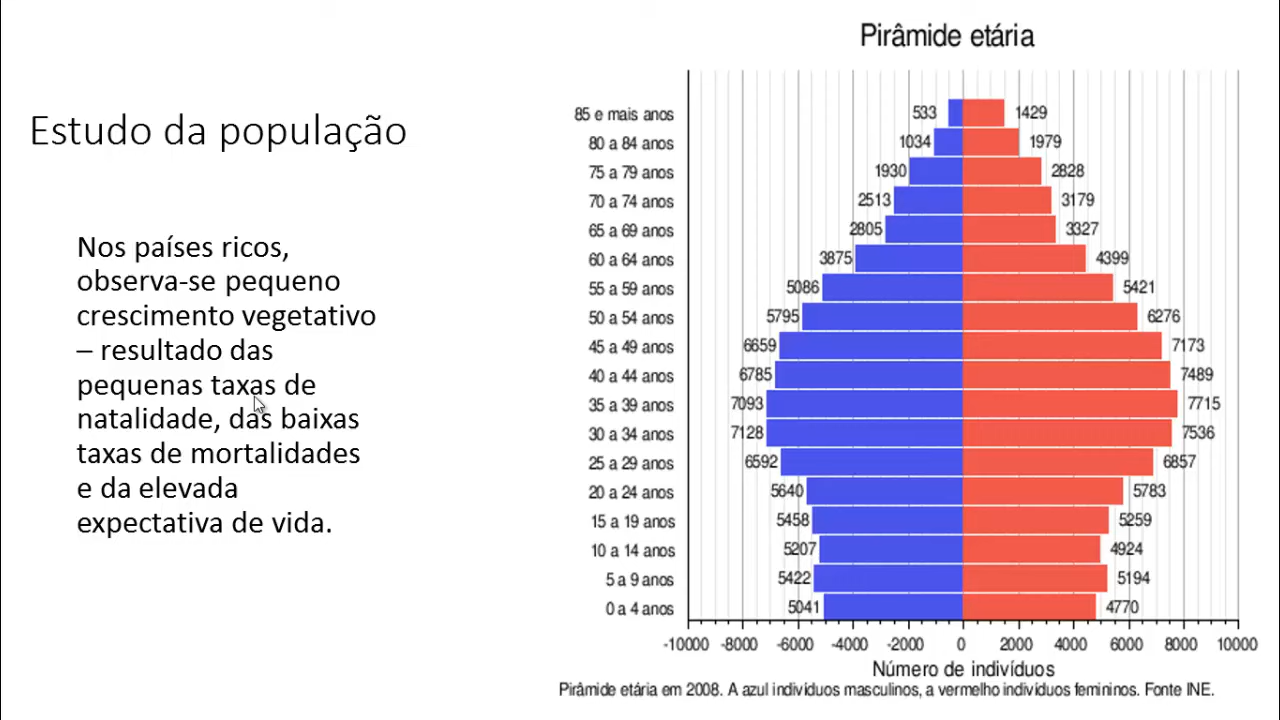 Estudo da população
Nos países ricos,
observa-se pequeno
crescimento vegetativo
– resultado das
pequenas taxas de
natalidade, das baixas
taxas de mortalidades
e da elevada
expectativa de vida.
Pirâmide etária
85 e mais anos 533 1429
80 a 84 anos 1034 1979
75 a 79 anos 1930 2828
70 a 74 anos 2513 3179
65 a 69 anos 2805 3327
60 a 64 anos 3875 4399
55 a 59 anos 5086 5421
50 a 54 anos 5795 6276
45 a 49 anos 6659 7173
40 a 44 anos 6785 7489
35 a 39 anos 7093 7715
30 a 34 anos 7128 7536
25 a 29 anos 6592 6857
20 a 24 anos 5640 5783
15 a 19 anos 5458 5259
10 a 14 anos 5207 4924
5 a 9 anos 5422 5194
0 a 4 anos 5041 4770
-10000 -8000 -6000 -4000 -2000 0 2000 4000 6000 8000 10000
Número de indivíduos
Pirâmide etária em 2008. A azul indivíduos masculinos, a vermelho indivíduos femininos. Fonte INE.